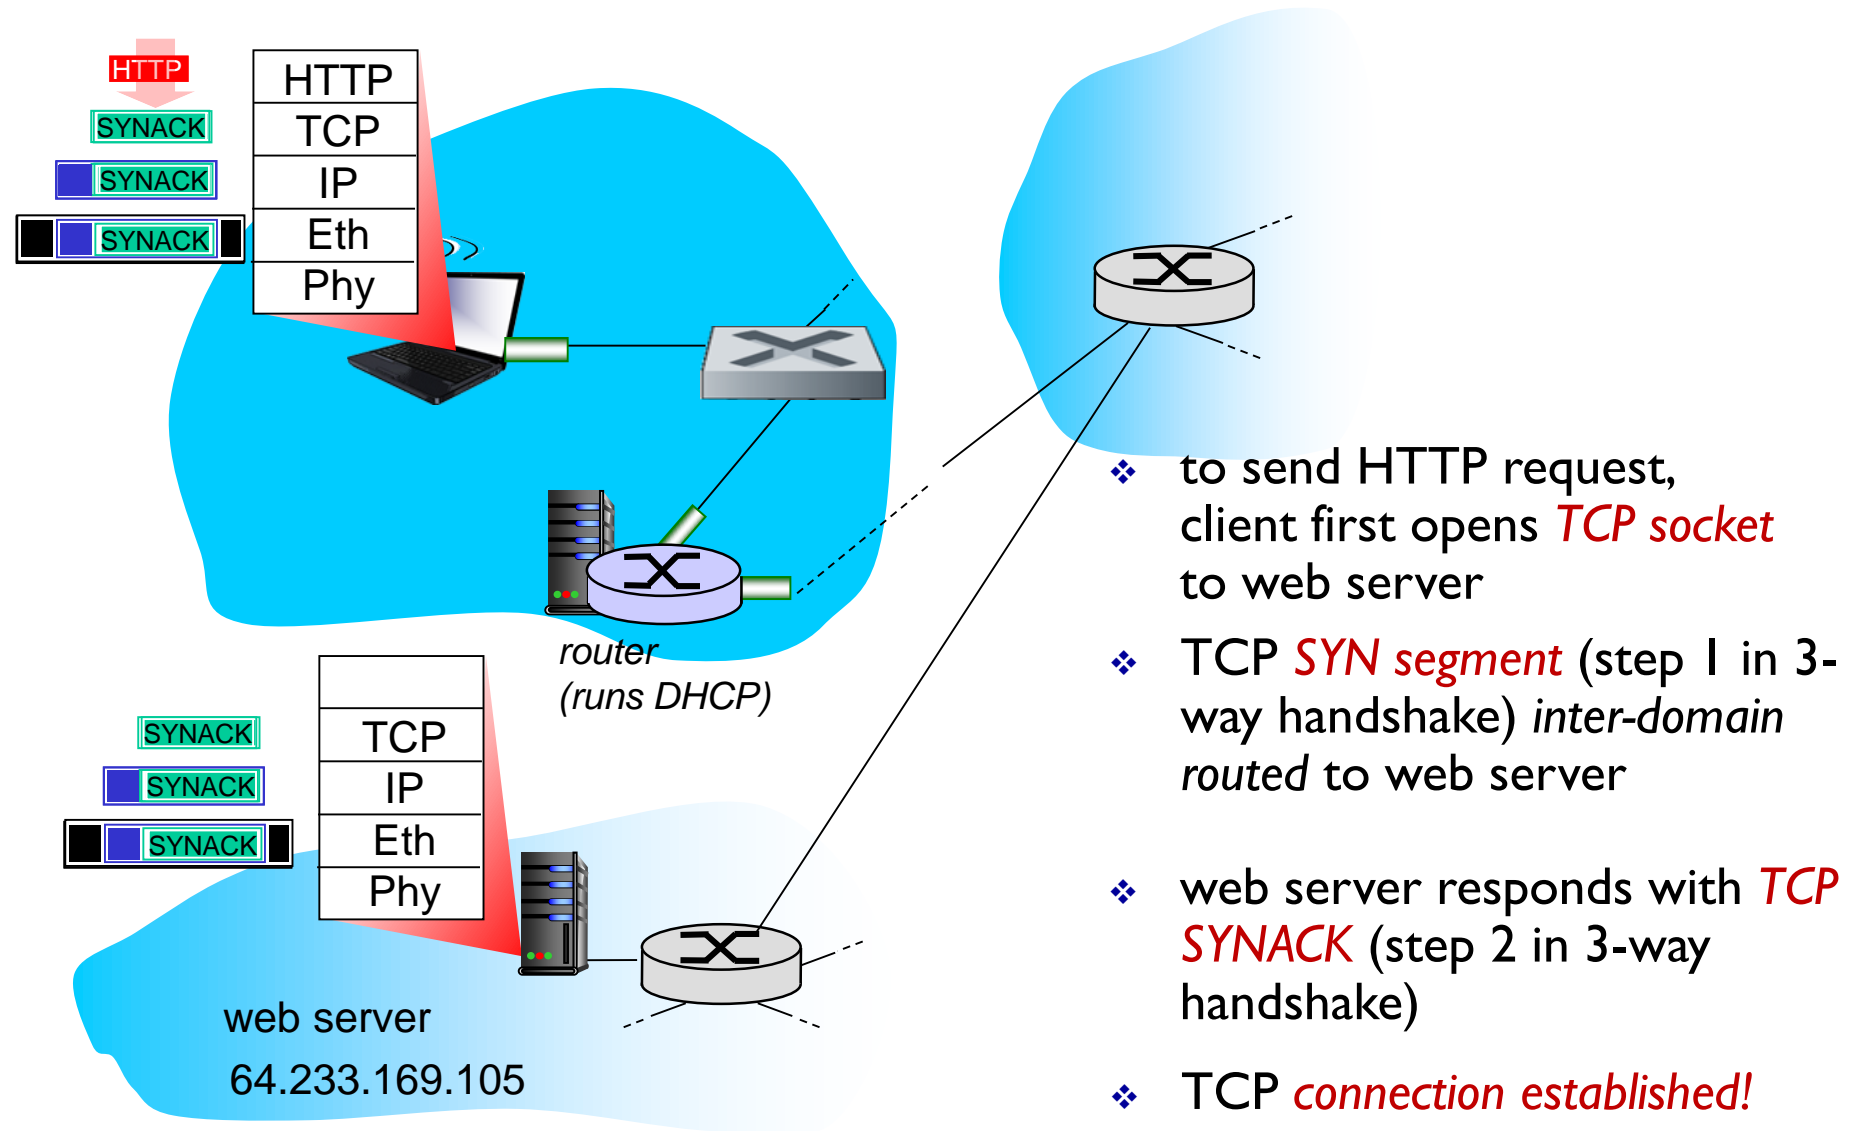 HTTP
SYNACK
SYNACK
SYNACK
HTTP
TCP
IP
Eth
Phy
router
(runs DHCP)
SYNACK
SYNACK
SYNACK
TCP
IP
Eth
Phy
web server
64.233.169.105
❖ to send HTTP request,
client first opens TCP socket
to web server
❖ TCP SYN segment (step 1 in 3-
way handshake) inter-domain
routed to web server
❖ web server responds with TCP
SYNACK (step 2 in 3-way
handshake)
❖ TCP connection established!